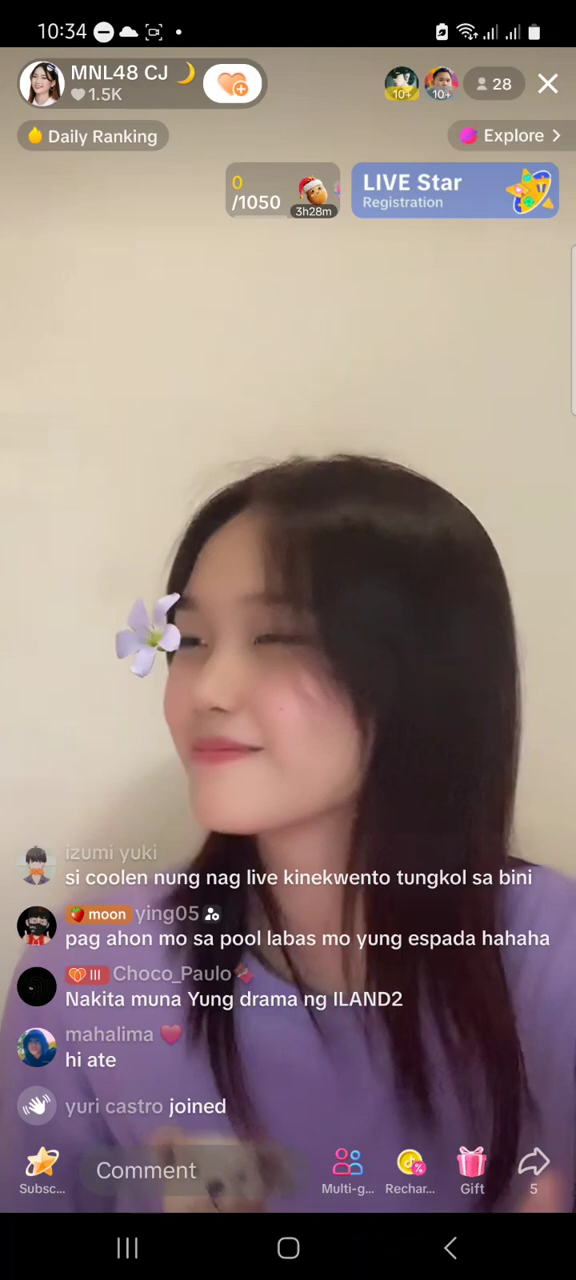 10:34
MNL48 CJ 🌙
1.5K
10+
10+
28
Daily Ranking
Explore >
0
/1050
3h28m
LIVE Star
Registration
izumi yuki
si coolen nung nag live kinekwento tungkol sa bini
moon ying05
pag ahon mo sa pool labas mo yung espada hahaha
III Choco_Paulo🍫
Nakita muna Yung drama ng ILAND2
mahalima ❤️
hi ate
yuri castro joined
Comment
Subsc...
Multi-g...
Rechar...
Gift
5